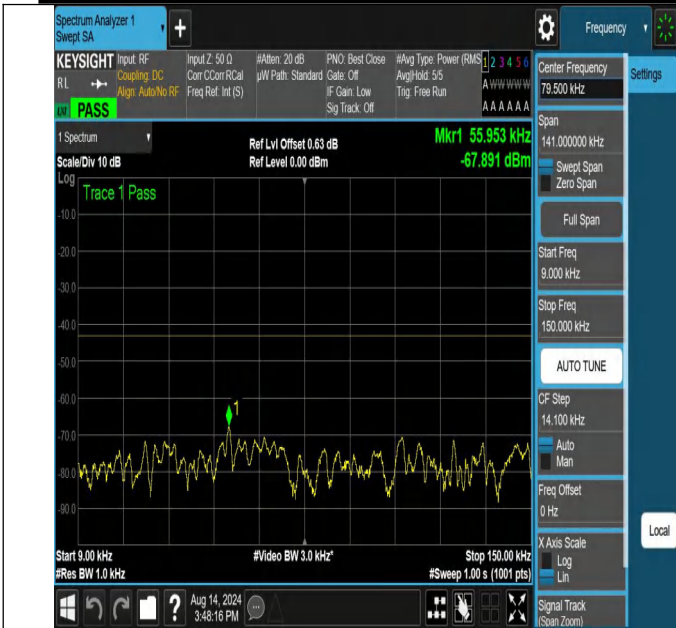 Spectrum Analyzer 1
Swept SA
+
Frequency
KEYSIGHT
RL
PASS
Input: RF
Coupling: DC
Align: Auto/No RF
Input Z: 50 Ω
Corr CCorr RCal
Freq Ref: Int (S)
#Atten: 20 dB
µW Path: Standard
PNO: Best Close
Gate: Off
IF Gain: Low
Sig Track: Off
#Avg Type: Power (RMS
Avg|Hold: 5/5
Trig: Free Run
1 2 3 4 5 6
A W W W W W
A A A A A A
1 Spectrum
Scale/Div 10 dB
Ref Lvl Offset 0.63 dB
Ref Level 0.00 dBm
Mkr1 55.953 kHz
-67.891 dBm
Log
Trace 1 Pass
-10.0
-20.0
-30.0
-40.0
-50.0
-60.0
-70.0
-80.0
-90.0
1
Start 9.00 kHz
#Res BW 1.0 kHz
#Video BW 3.0 kHz*
Stop 150.00 kHz
#Sweep 1.00 s (1001 pts)
Center Frequency
79.500 kHz
Settings
Span
141.000000 kHz
Swept Span
Zero Span
Full Span
Start Freq
9.000 kHz
Stop Freq
150.000 kHz
AUTO TUNE
CF Step
14.100 kHz
Auto
Man
Freq Offset
0 Hz
X Axis Scale
Log
Lin
Local
Signal Track
(Span Zoom)
?
Aug 14, 2024
3:48:16 PM